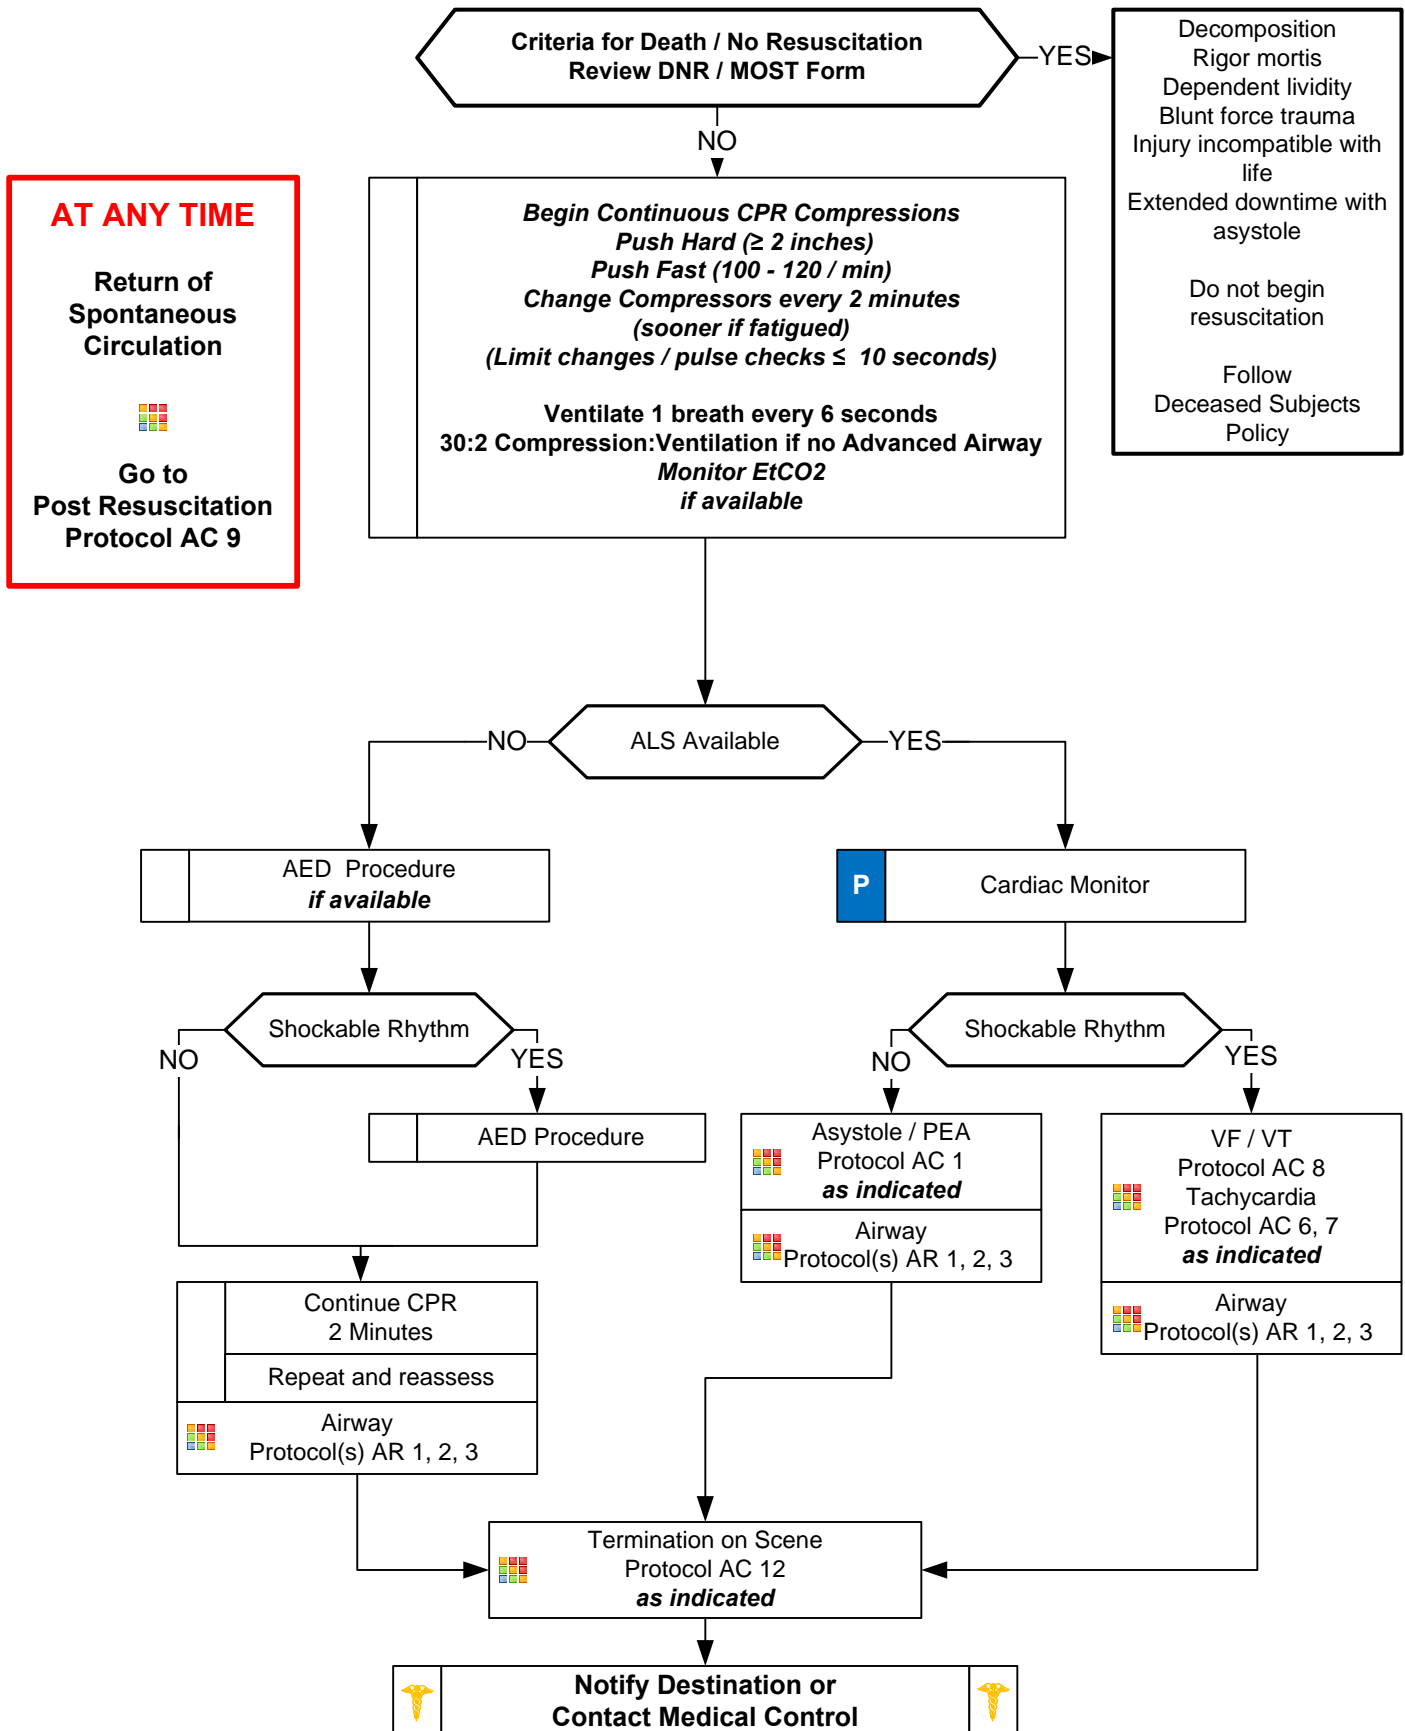 Criteria for Death / No Resuscitation
Review DNR / MOST Form
YES
Decomposition
Rigor mortis
Dependent lividity
Blunt force trauma
Injury incompatible with
life
Extended downtime with
asystole
Do not begin
resuscitation
Follow
Deceased Subjects
Policy
NO
AT ANY TIME
Return of
Spontaneous
Circulation
Go to
Post Resuscitation
Protocol AC 9
Begin Continuous CPR Compressions
Push Hard (≥ 2 inches)
Push Fast (100 - 120 / min)
Change Compressors every 2 minutes
(sooner if fatigued)
(Limit changes / pulse checks ≤ 10 seconds)
Ventilate 1 breath every 6 seconds
30:2 Compression:Ventilation if no Advanced Airway
Monitor EtCO2
if available
NO
ALS Available
YES
AED Procedure
if available
P
Cardiac Monitor
Shockable Rhythm
NO
YES
AED Procedure
Shockable Rhythm
NO
YES
Asystole / PEA
Protocol AC 1
as indicated
Airway
Protocol(s) AR 1, 2, 3
VF / VT
Protocol AC 8
Tachycardia
Protocol AC 6, 7
as indicated
Airway
Protocol(s) AR 1, 2, 3
Continue CPR
2 Minutes
Repeat and reassess
Airway
Protocol(s) AR 1, 2, 3
Termination on Scene
Protocol AC 12
as indicated
Notify Destination or
Contact Medical Control